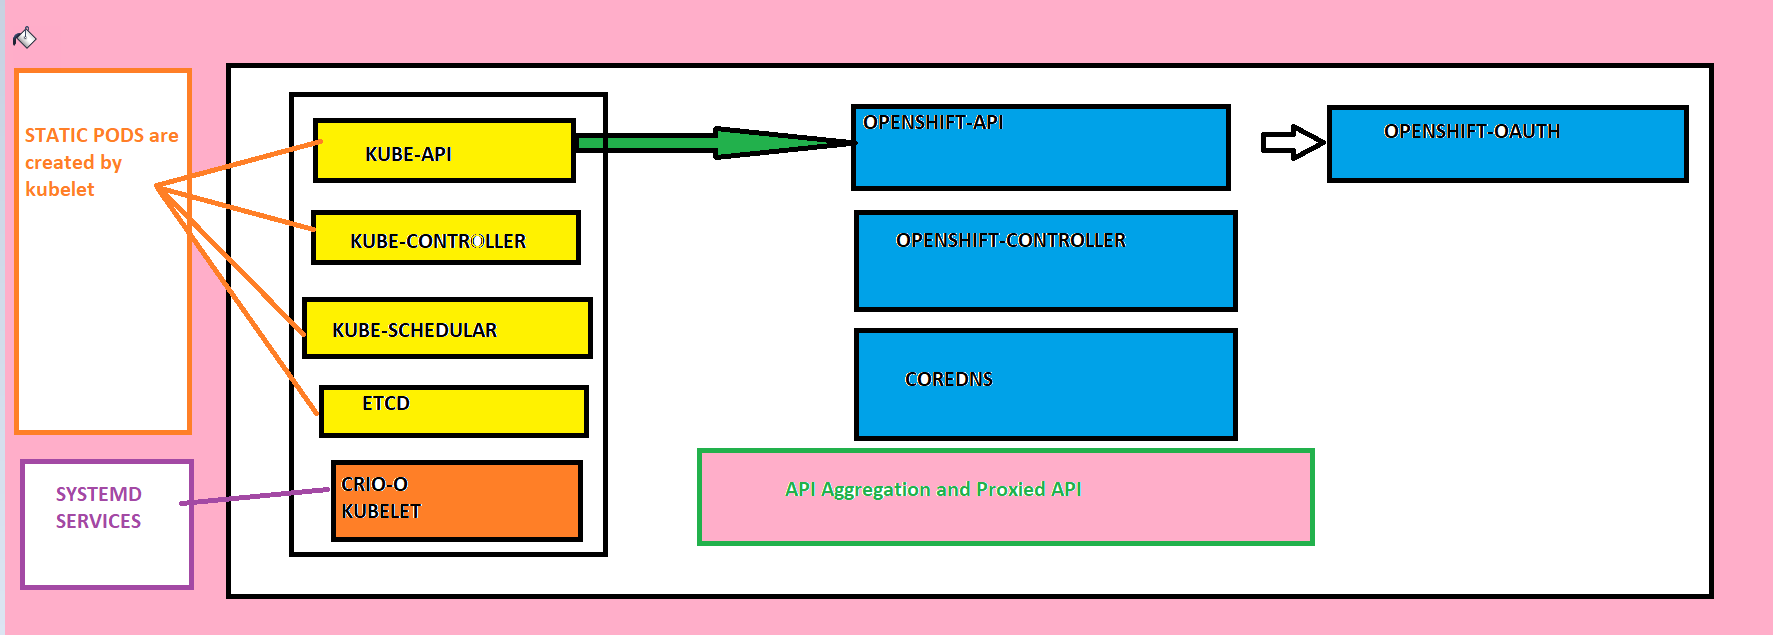 STATIC PODS are
created by
kubelet
SYSTEMD
SERVICES
KUBE-API
KUBE-CONTROLLER
KUBE-SCHEDULAR
ETCD
CRIO-O
KUBELET
OPENSHIFT-API
OPENSHIFT-OAUTH
OPENSHIFT-CONTROLLER
COREDNS
API Aggregation and Proxied API